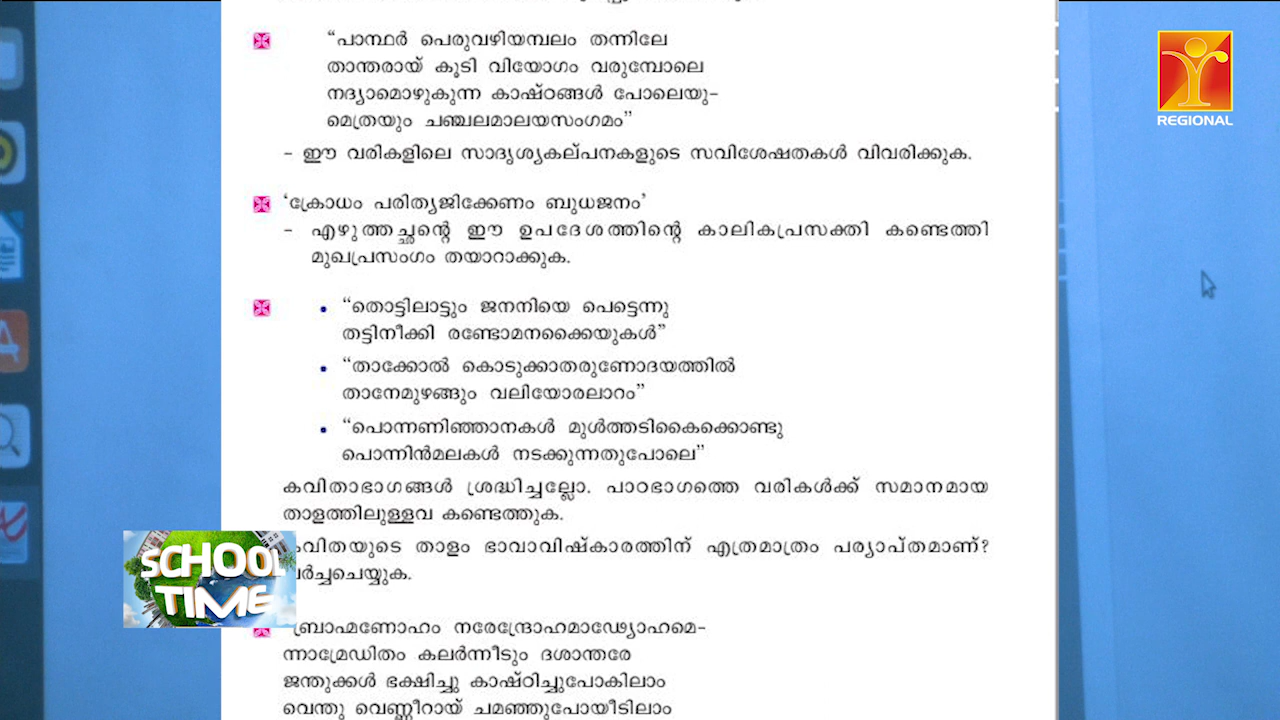 “പാന്ഥർ പെരുവഴിയമ്പലം തന്നിലേ
താന്തരായ് കൂടി വിയോഗം വരുമ്പോലെ
നദ്യാമൊഴുകുന്ന കാഷ്ഠങ്ങൾ പോലെയു-
മെത്രയും ചഞ്ചലമാലയസംഗമം”
- ഈ വരികളിലെ സാദൃശ്യകല്പനകളുടെ സവിശേഷതകൾ വിവരിക്കുക.
‘ക്രോധം പരിത്യജിക്കേണം ബുധജനം’
- എഴുത്തച്ഛന്റെ ഈ ഉപദേശത്തിന്റെ കാലികപ്രസക്തി കണ്ടെത്തി
മുഖപ്രസംഗം തയാറാക്കുക.
• “തൊട്ടിലാട്ടും ജനനിയെ പെട്ടെന്നു
തട്ടിനീക്കി രണ്ടോമനക്കൈയുകൾ”
• “താക്കോൽ കൊടുക്കാതരുണോദയത്തിൽ
താനേമുഴങ്ങും വലിയോരലാറം”
• “പൊന്നണിഞ്ഞാനകൾ മുൾത്തടികൈക്കൊണ്ടു
പൊന്നിൻമലകൾ നടക്കുന്നതുപോലെ”
കവിതാഭാഗങ്ങൾ ശ്രദ്ധിച്ചല്ലോ. പാഠഭാഗത്തെ വരികൾക്ക് സമാനമായ
താളത്തിലുള്ളവ കണ്ടെത്തുക.
കവിതയുടെ താളം ഭാവാവിഷ്കാരത്തിന് എത്രമാത്രം പര്യാപ്തമാണ്?
ചർച്ചചെയ്യുക.
ബ്രാഹ്മണോഹം നരേന്ദ്രോഹമാഢ്യോഹമെ-
ന്നാമ്രേഡിതം കലർന്നീടും ദശാന്തരേ
ജന്തുക്കൾ ഭക്ഷിച്ചു കാഷ്ഠിച്ചുപോകിലാം
വെന്തു വെണ്ണീറായ് ചമഞ്ഞുപോയീടിലാം
REGIONAL
SCHOOL
TIME